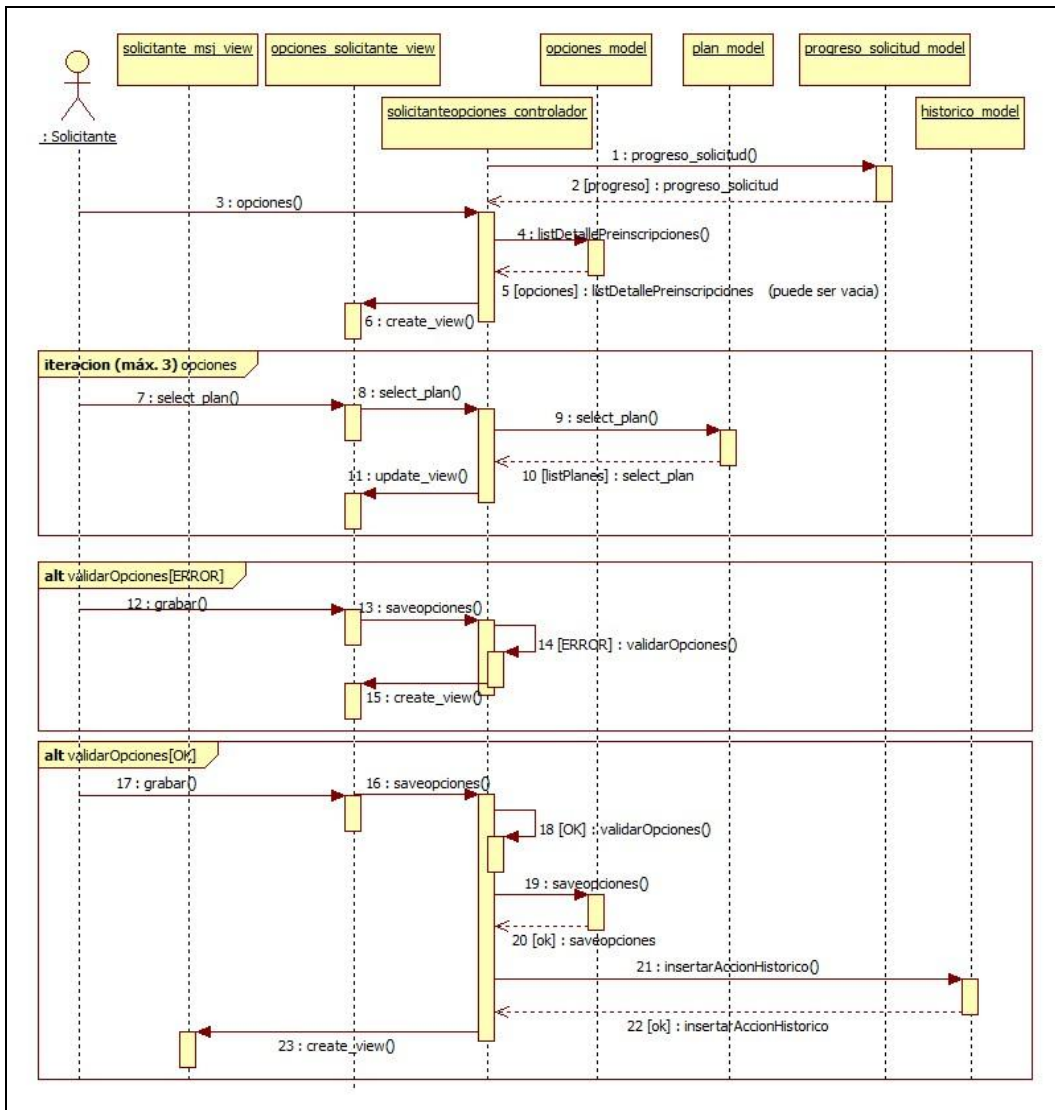 solicitante_msj_view
opciones_solicitante_view
opciones_model
plan_model
progreso_solicitud_model
solicitanteopciones_controlador
historico_model
: Solicitante
1 : progreso_solicitud()
2 [progreso] : progreso_solicitud
3 : opciones()
4 : listDetallePreinscripciones()
5 [opciones] : listDetallePreinscripciones (puede ser vacia)
6 : create_view()
iteracion (máx. 3) opciones
7 : select_plan()
8 : select_plan()
9 : select_plan()
10 [listPlanes] : select_plan
11 : update_view()
alt validarOpciones[ERROR]
12 : grabar()
13 : saveopciones()
14 [ERROR] : validarOpciones()
15 : create_view()
alt validarOpciones[OK]
17 : grabar()
16 : saveopciones()
18 [OK] : validarOpciones()
19 : saveopciones()
20 [ok] : saveopciones
21 : insertarAccionHistorico()
22 [ok] : insertarAccionHistorico
23 : create_view()